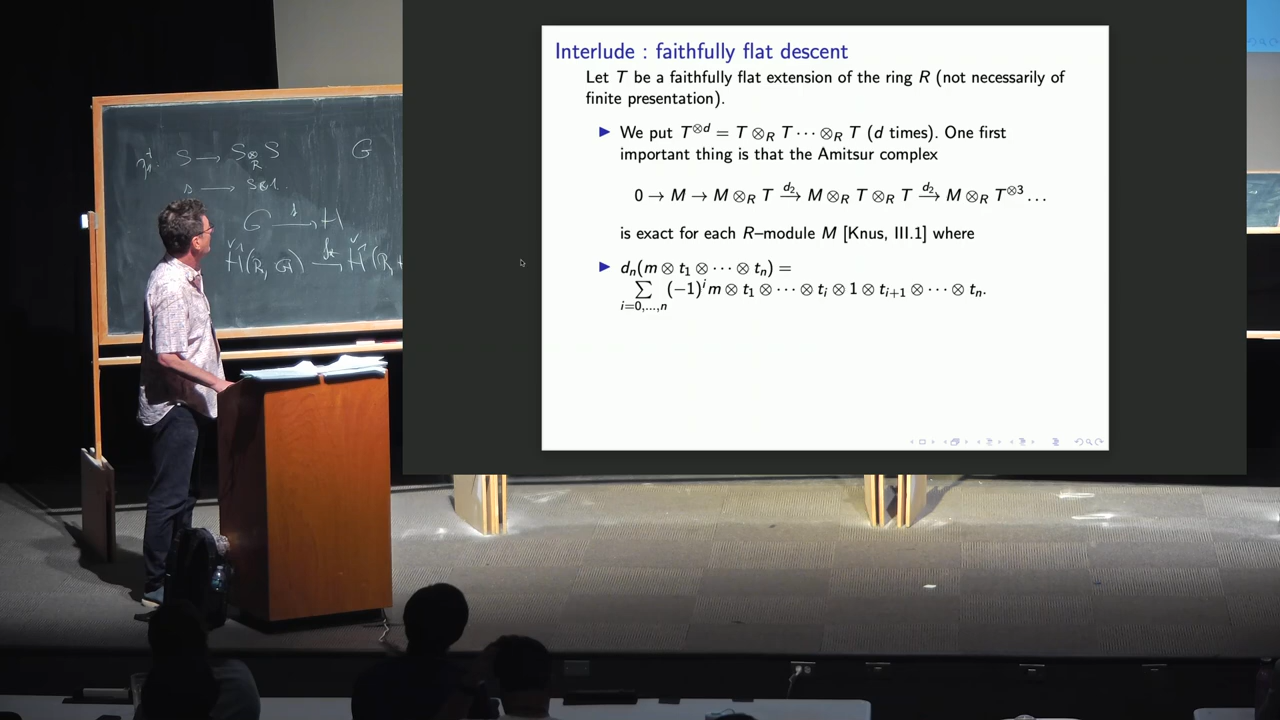 S → S⊗S
R
G
s → s⊗1.
G →f H
Ȟ¹(R, G) →f* Ȟ¹(R, H
Interlude : faithfully flat descent
Let T be a faithfully flat extension of the ring R (not necessarily of
finite presentation).
▶ We put T^{⊗d} = T ⊗_R T ⋯ ⊗_R T (d times). One first
important thing is that the Amitsur complex
0 → M → M ⊗_R T →^{d_2} M ⊗_R T ⊗_R T →^{d_2} M ⊗_R T^{⊗3} …
is exact for each R–module M [Knus, III.1] where
▶ d_n(m ⊗ t_1 ⊗ ⋯ ⊗ t_n) =
∑_{i=0,...,n} (−1)^i m ⊗ t_1 ⊗ ⋯ ⊗ t_i ⊗ 1 ⊗ t_{i+1} ⊗ ⋯ ⊗ t_n.